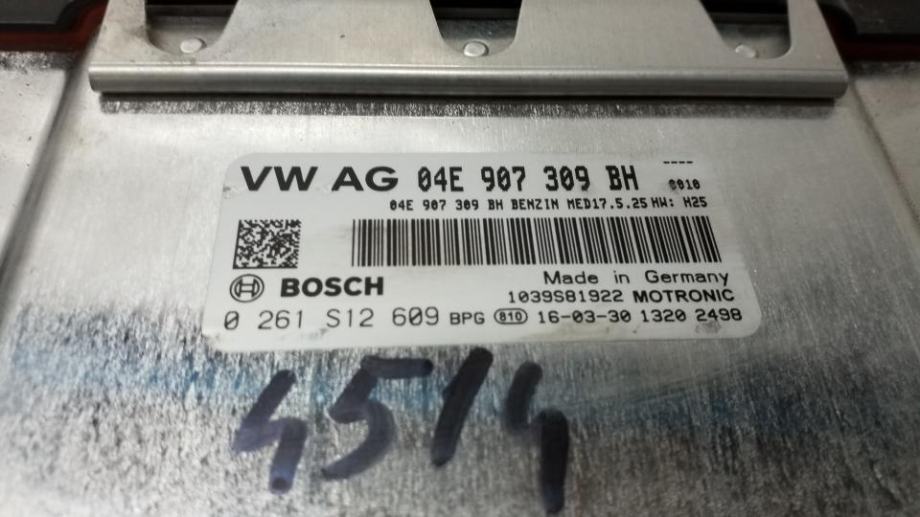 VW AG 04E 907 309 BH ----
0010
04E 907 309 BH BENZIN MED17.5.25 HW: H25
BOSCH
Made in Germany
1039S81922 MOTRONIC
0 261 S12 609 BPG 810 16-03-30 1320 2498
4514